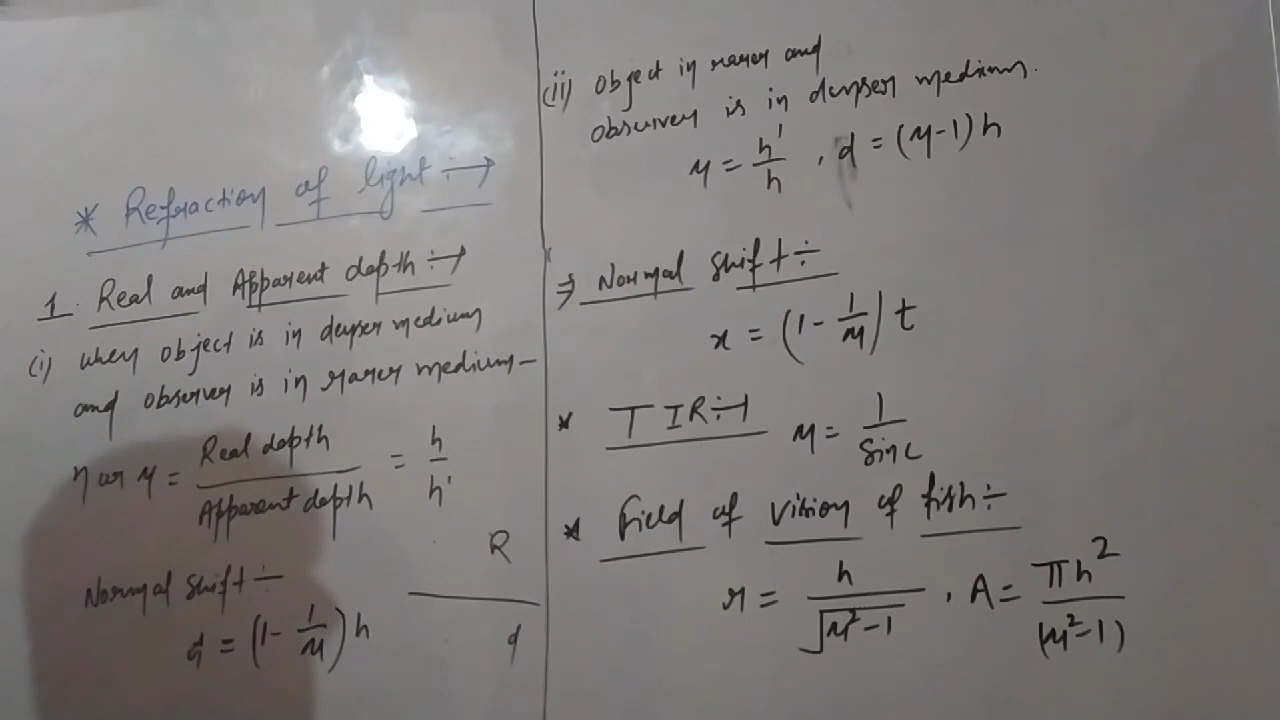 * Refraction of light :→
1. Real and Apparent depth :→
(i) when object is in denser medium
and observer is in rarer medium –
η or μ = Real depth / Apparent depth = h / h'
R
d
Normal shift ÷
d = (1 - 1/μ) h
(ii) object in rarer and
observer is in denser medium.
μ = h'/h , d = (μ-1) h
⇒ Normal shift ÷
x = (1 - 1/μ) t
* TIR :→ μ = 1/sin c
* Field of vision of fish ÷
r = h/√(μ²-1) , A = πh²/(μ²-1)